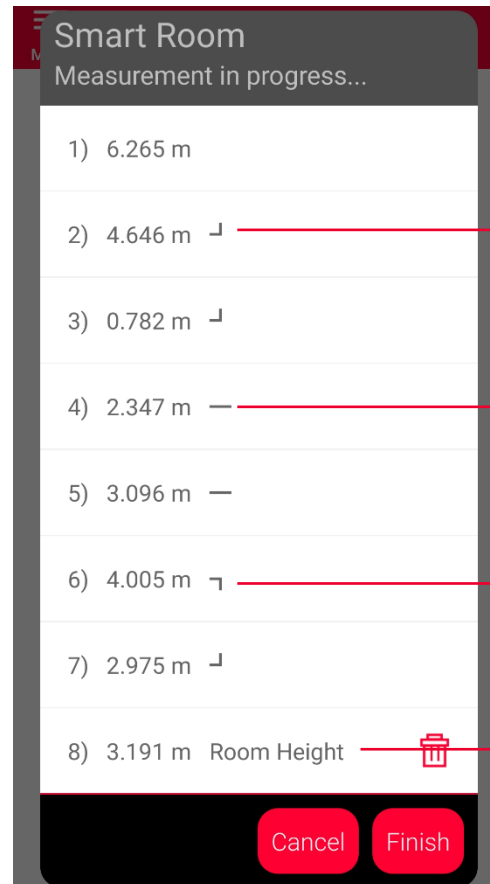 Smart Room
Measurement in progress...
1) 6.265 m
2) 4.646 m
3) 0.782 m
4) 2.347 m
5) 3.096 m
6) 4.005 m
7) 2.975 m
8) 3.191 m Room Height
Cancel Finish